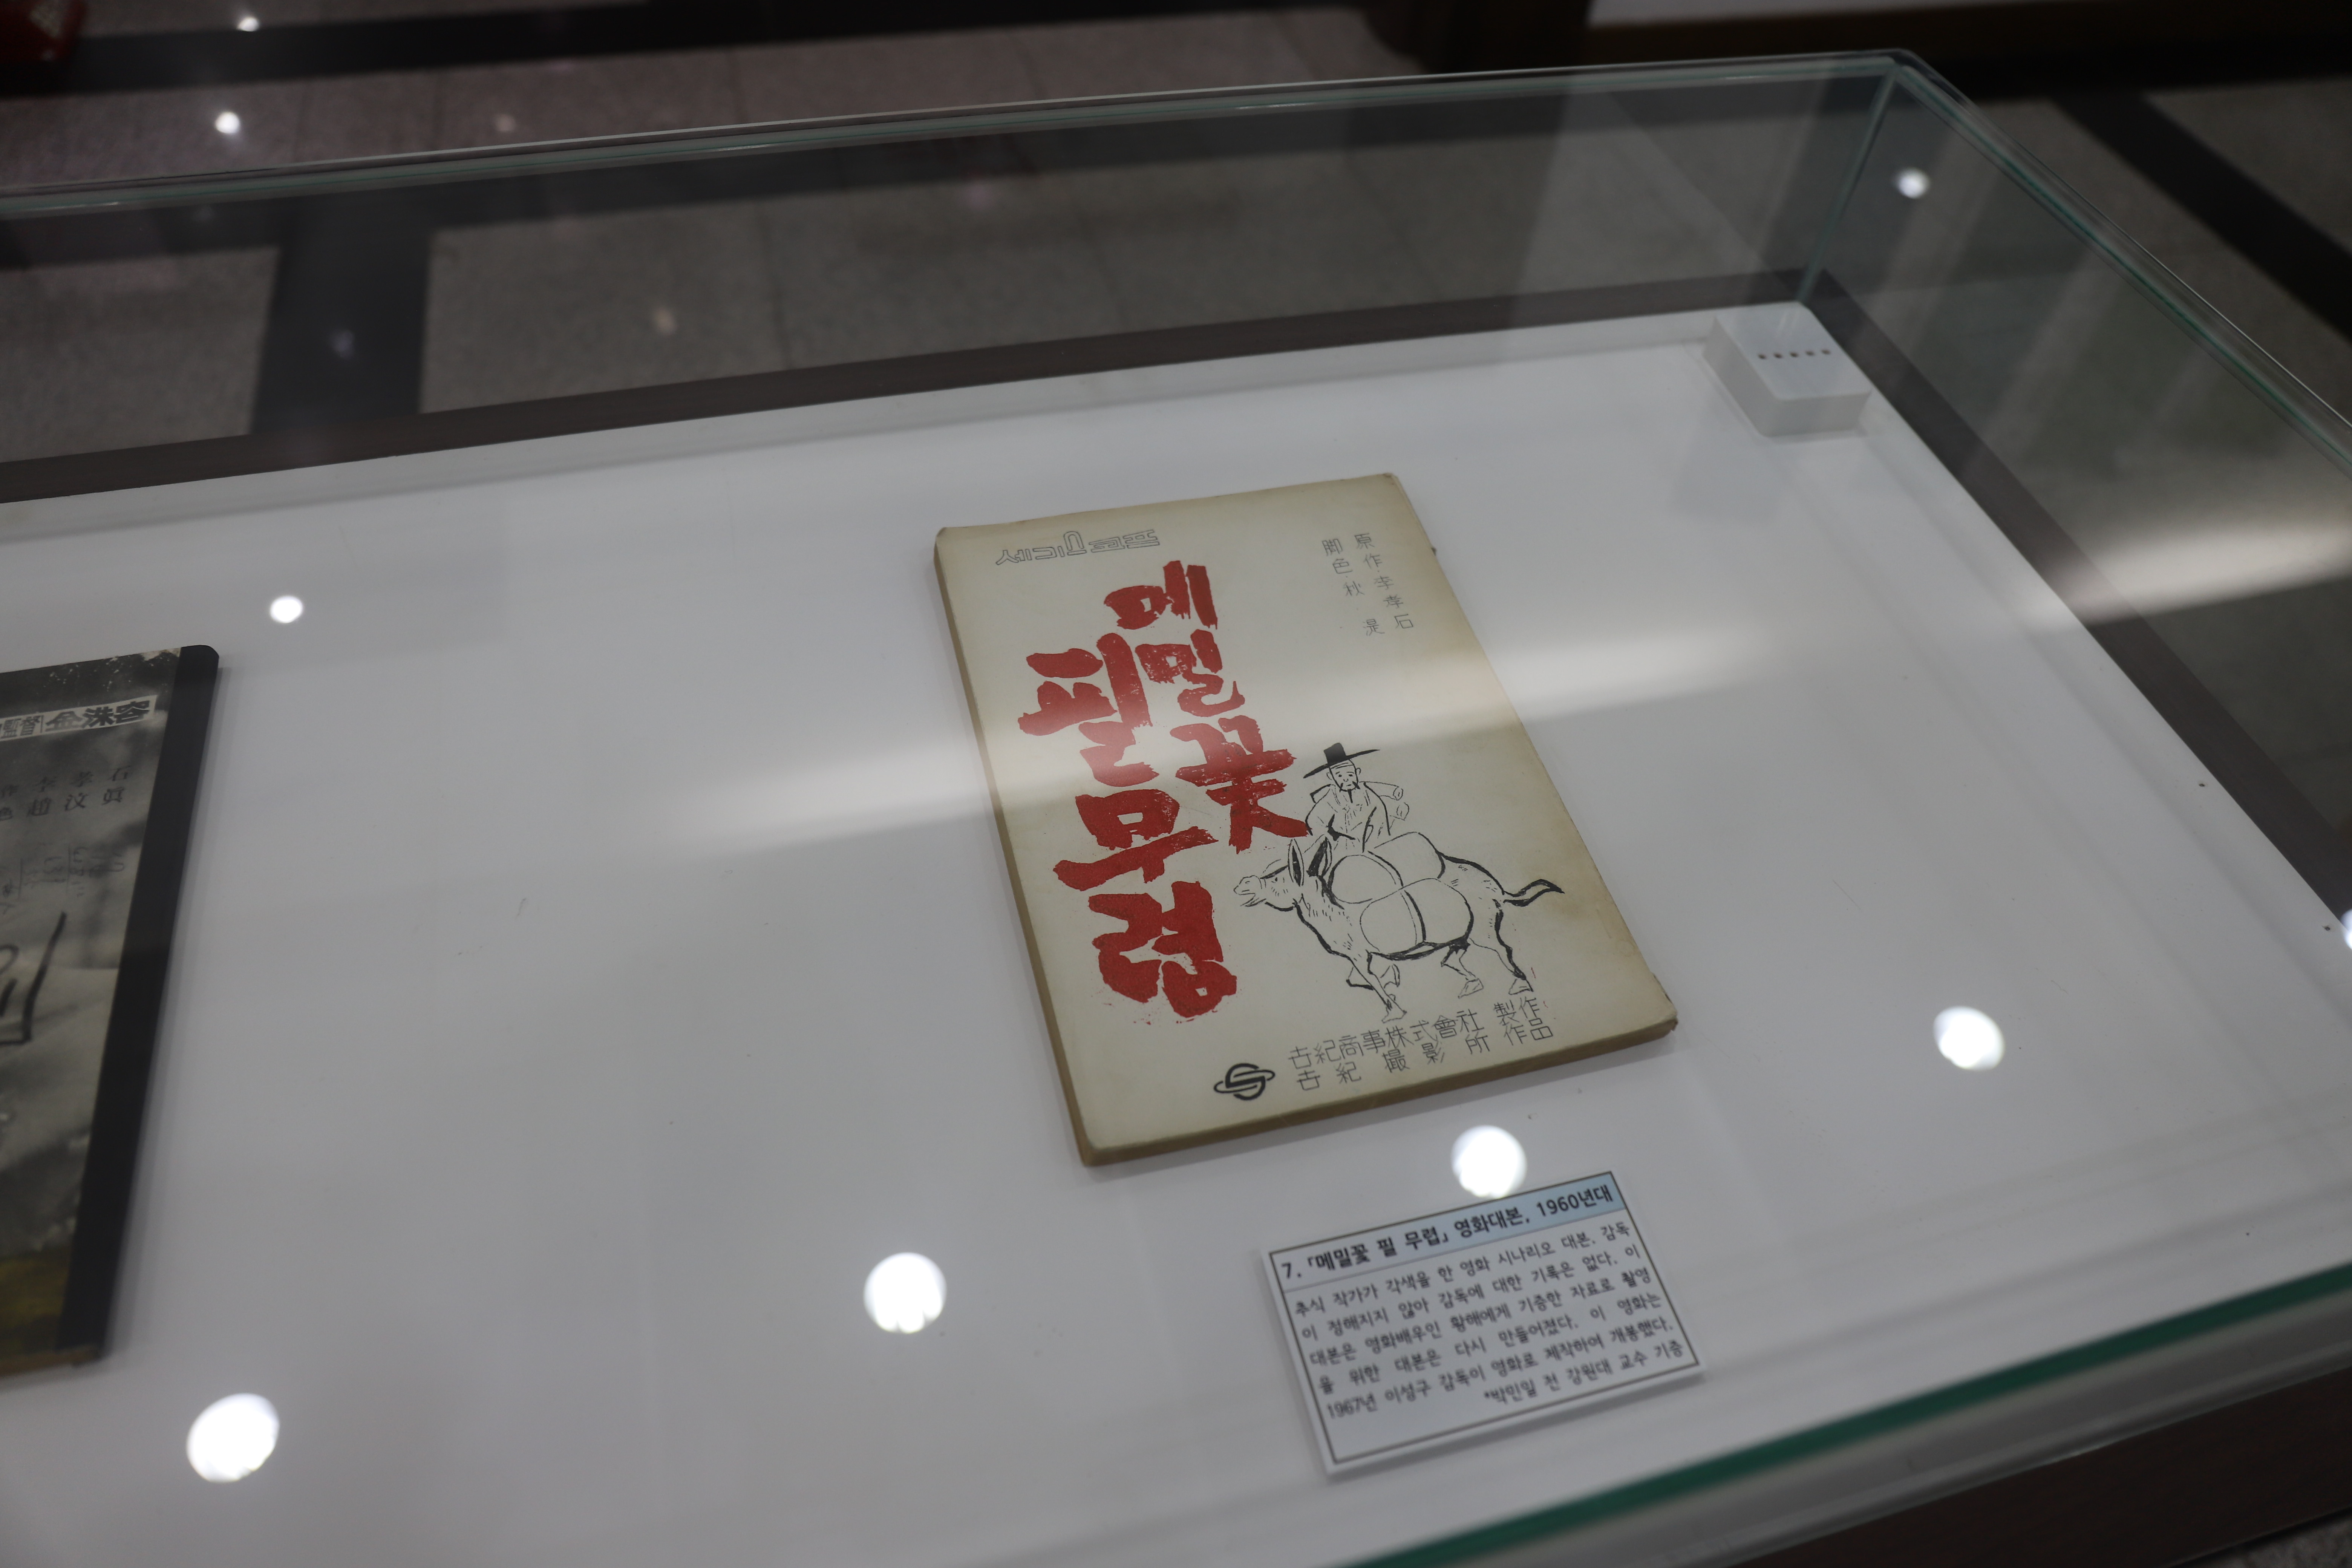 시나리오
메밀꽃
필무렵
原作 李孝石
脚色 秋 湜
古紀商事株式會社 製作
古紀 撮影所 作品
7. 「메밀꽃 필 무렵」 영화대본, 1960년대
추식 작가가 각색을 한 영화 시나리오 대본. 감독
이 정해지지 않아 감독에 대한 기록은 없다. 이
대본은 영화배우인 황해에게 기증한 자료로 촬영
을 위한 대본은 다시 만들어졌다. 이 영화는
1967년 이성구 감독이 영화로 제작하여 개봉했다.
*박민일 전 강원대 교수 기증